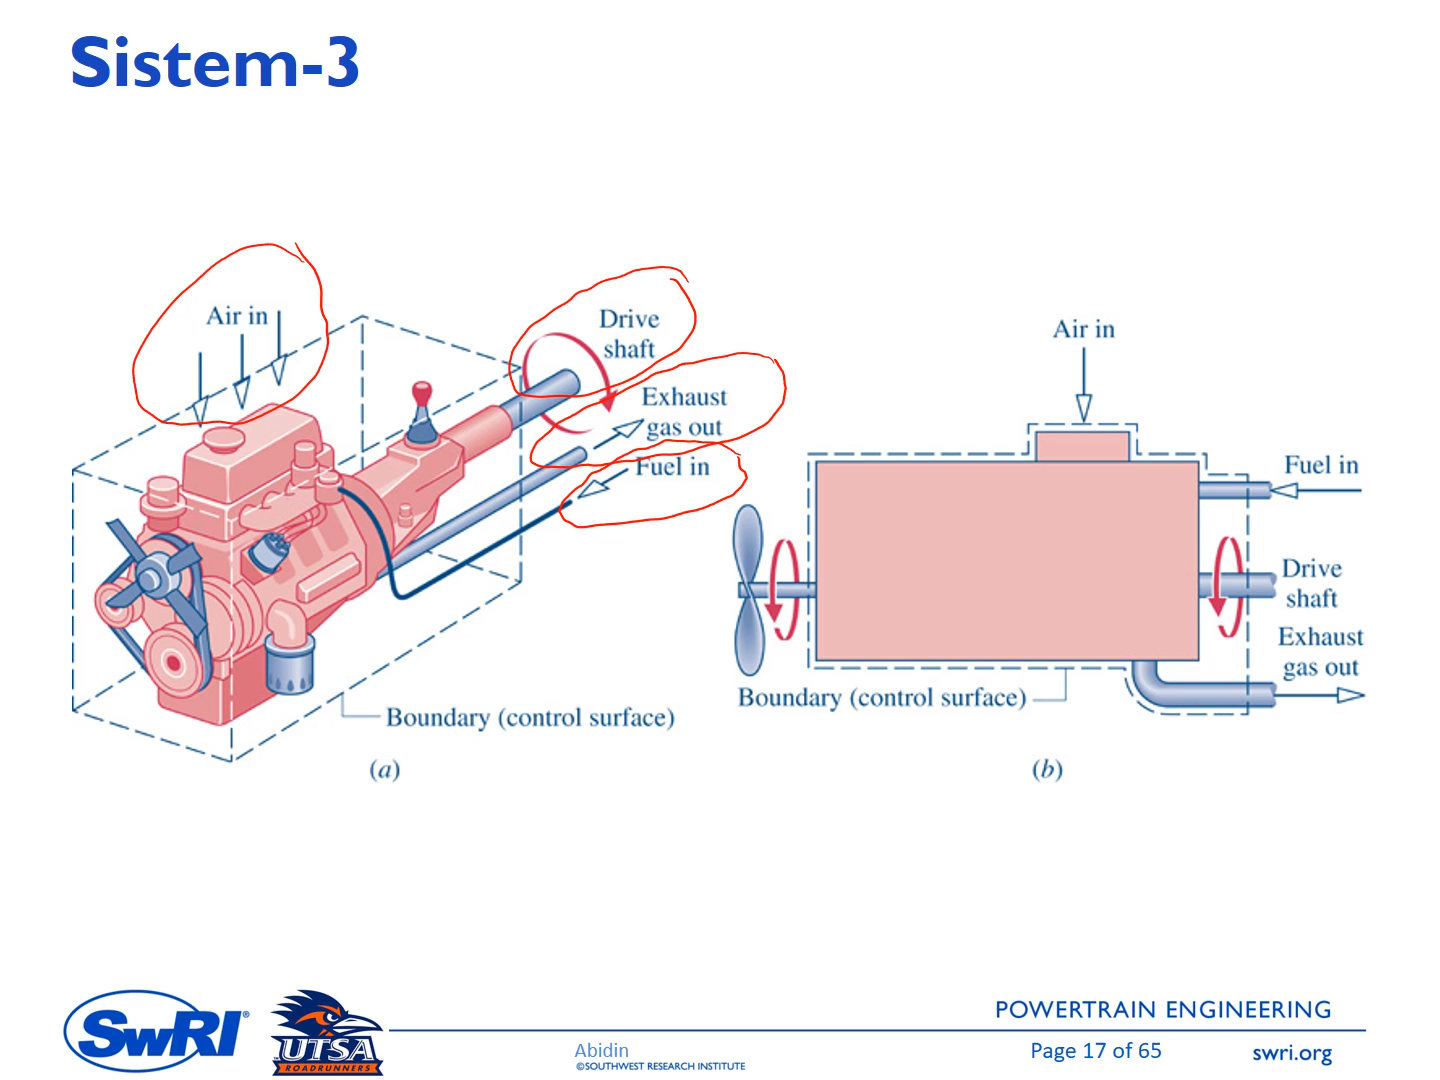 Sistem-3
Air in
Drive
shaft
Exhaust
gas out
Fuel in
Boundary (control surface)
(a)
Air in
Fuel in
Drive
shaft
Exhaust
gas out
Boundary (control surface)
(b)
SwRI®
UTSA
ROADRUNNERS
POWERTRAIN ENGINEERING
Abidin
©SOUTHWEST RESEARCH INSTITUTE
Page 17 of 65
swri.org